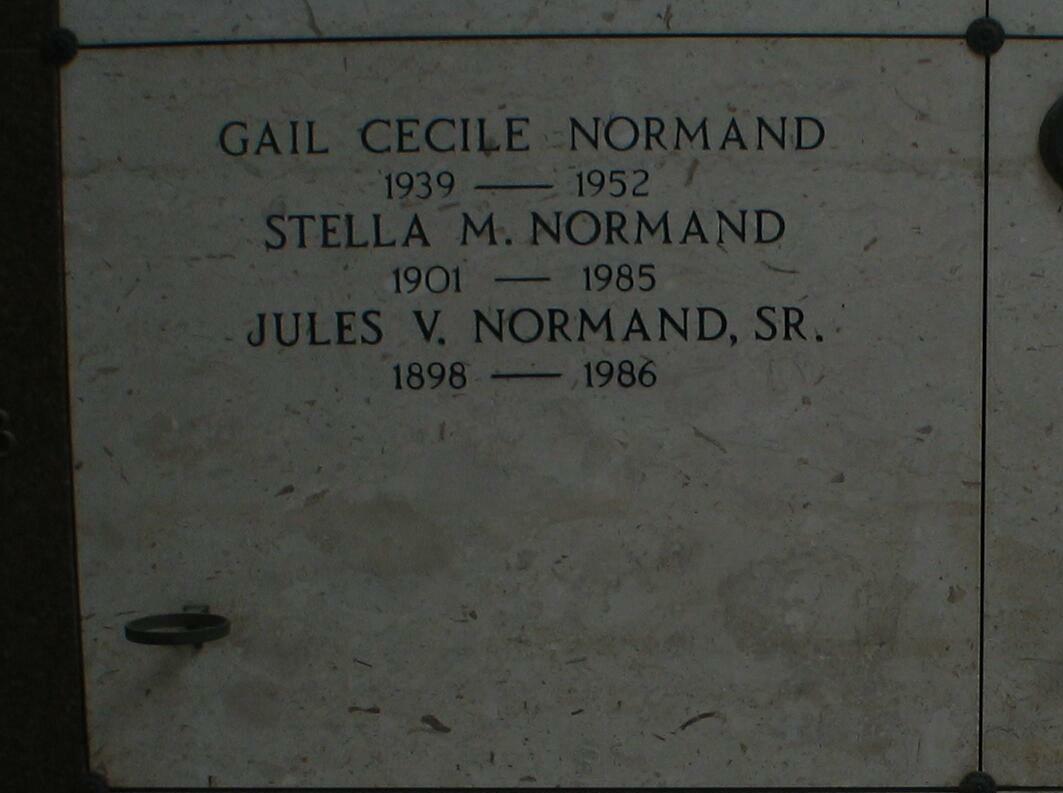 GAIL CECILE NORMAND
1939 — 1952
STELLA M. NORMAND
1901 — 1985
JULES V. NORMAND, SR.
1898 — 1986